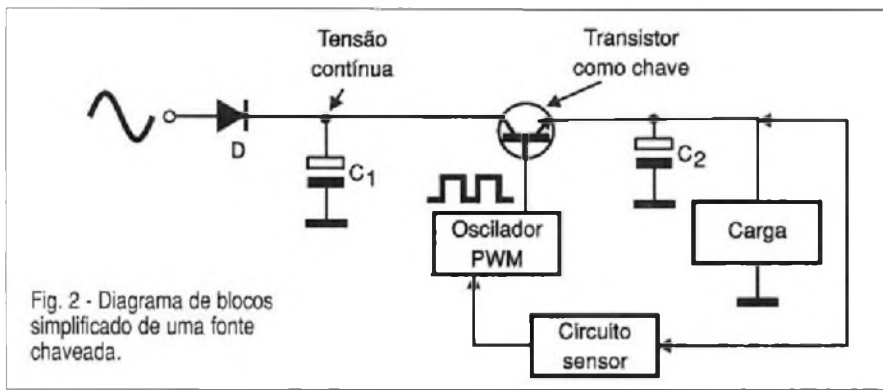 Tensão
contínua
Transistor
como chave
D
C1
C2
Oscilador
PWM
Carga
Circuito
sensor
Fig. 2 - Diagrama de blocos
simplificado de uma fonte
chaveada.